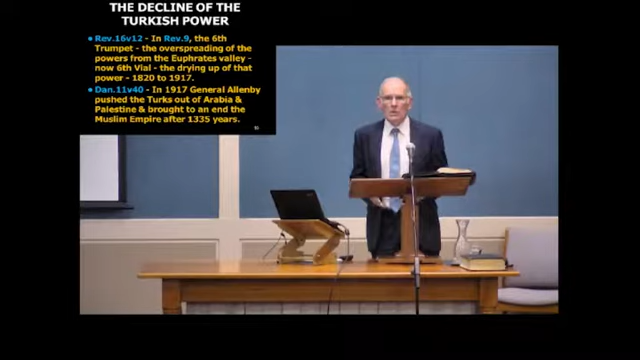 THE DECLINE OF THE
TURKISH POWER
• Rev.16v12 - In Rev.9, the 6th
Trumpet - the overspreading of the
powers from the Euphrates valley -
now 6th Vial - the drying up of that
power - 1820 to 1917.
• Dan.11v40 - In 1917 General Allenby
pushed the Turks out of Arabia &
Palestine & brought to an end the
Muslim Empire after 1335 years.